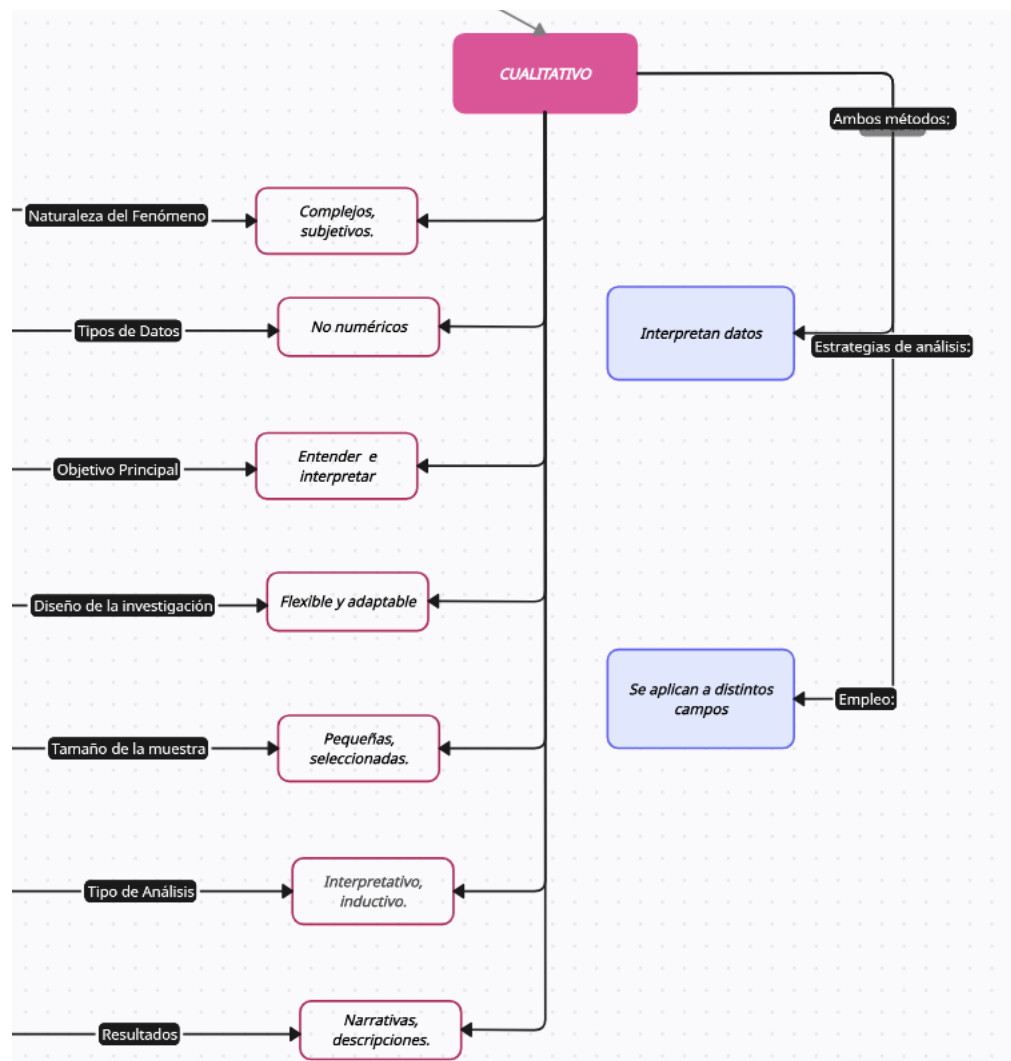 CUALITATIVO
Ambos métodos:
Naturaleza del Fenómeno
Complejos,
subjetivos.
Tipos de Datos
No numéricos
Interpretan datos
Estrategias de análisis:
Objetivo Principal
Entender e
interpretar
Diseño de la investigación
Flexible y adaptable
Se aplican a distintos
campos
Empleo:
Tamaño de la muestra
Pequeñas,
seleccionadas.
Tipo de Análisis
Interpretativo,
inductivo.
Resultados
Narrativas,
descripciones.